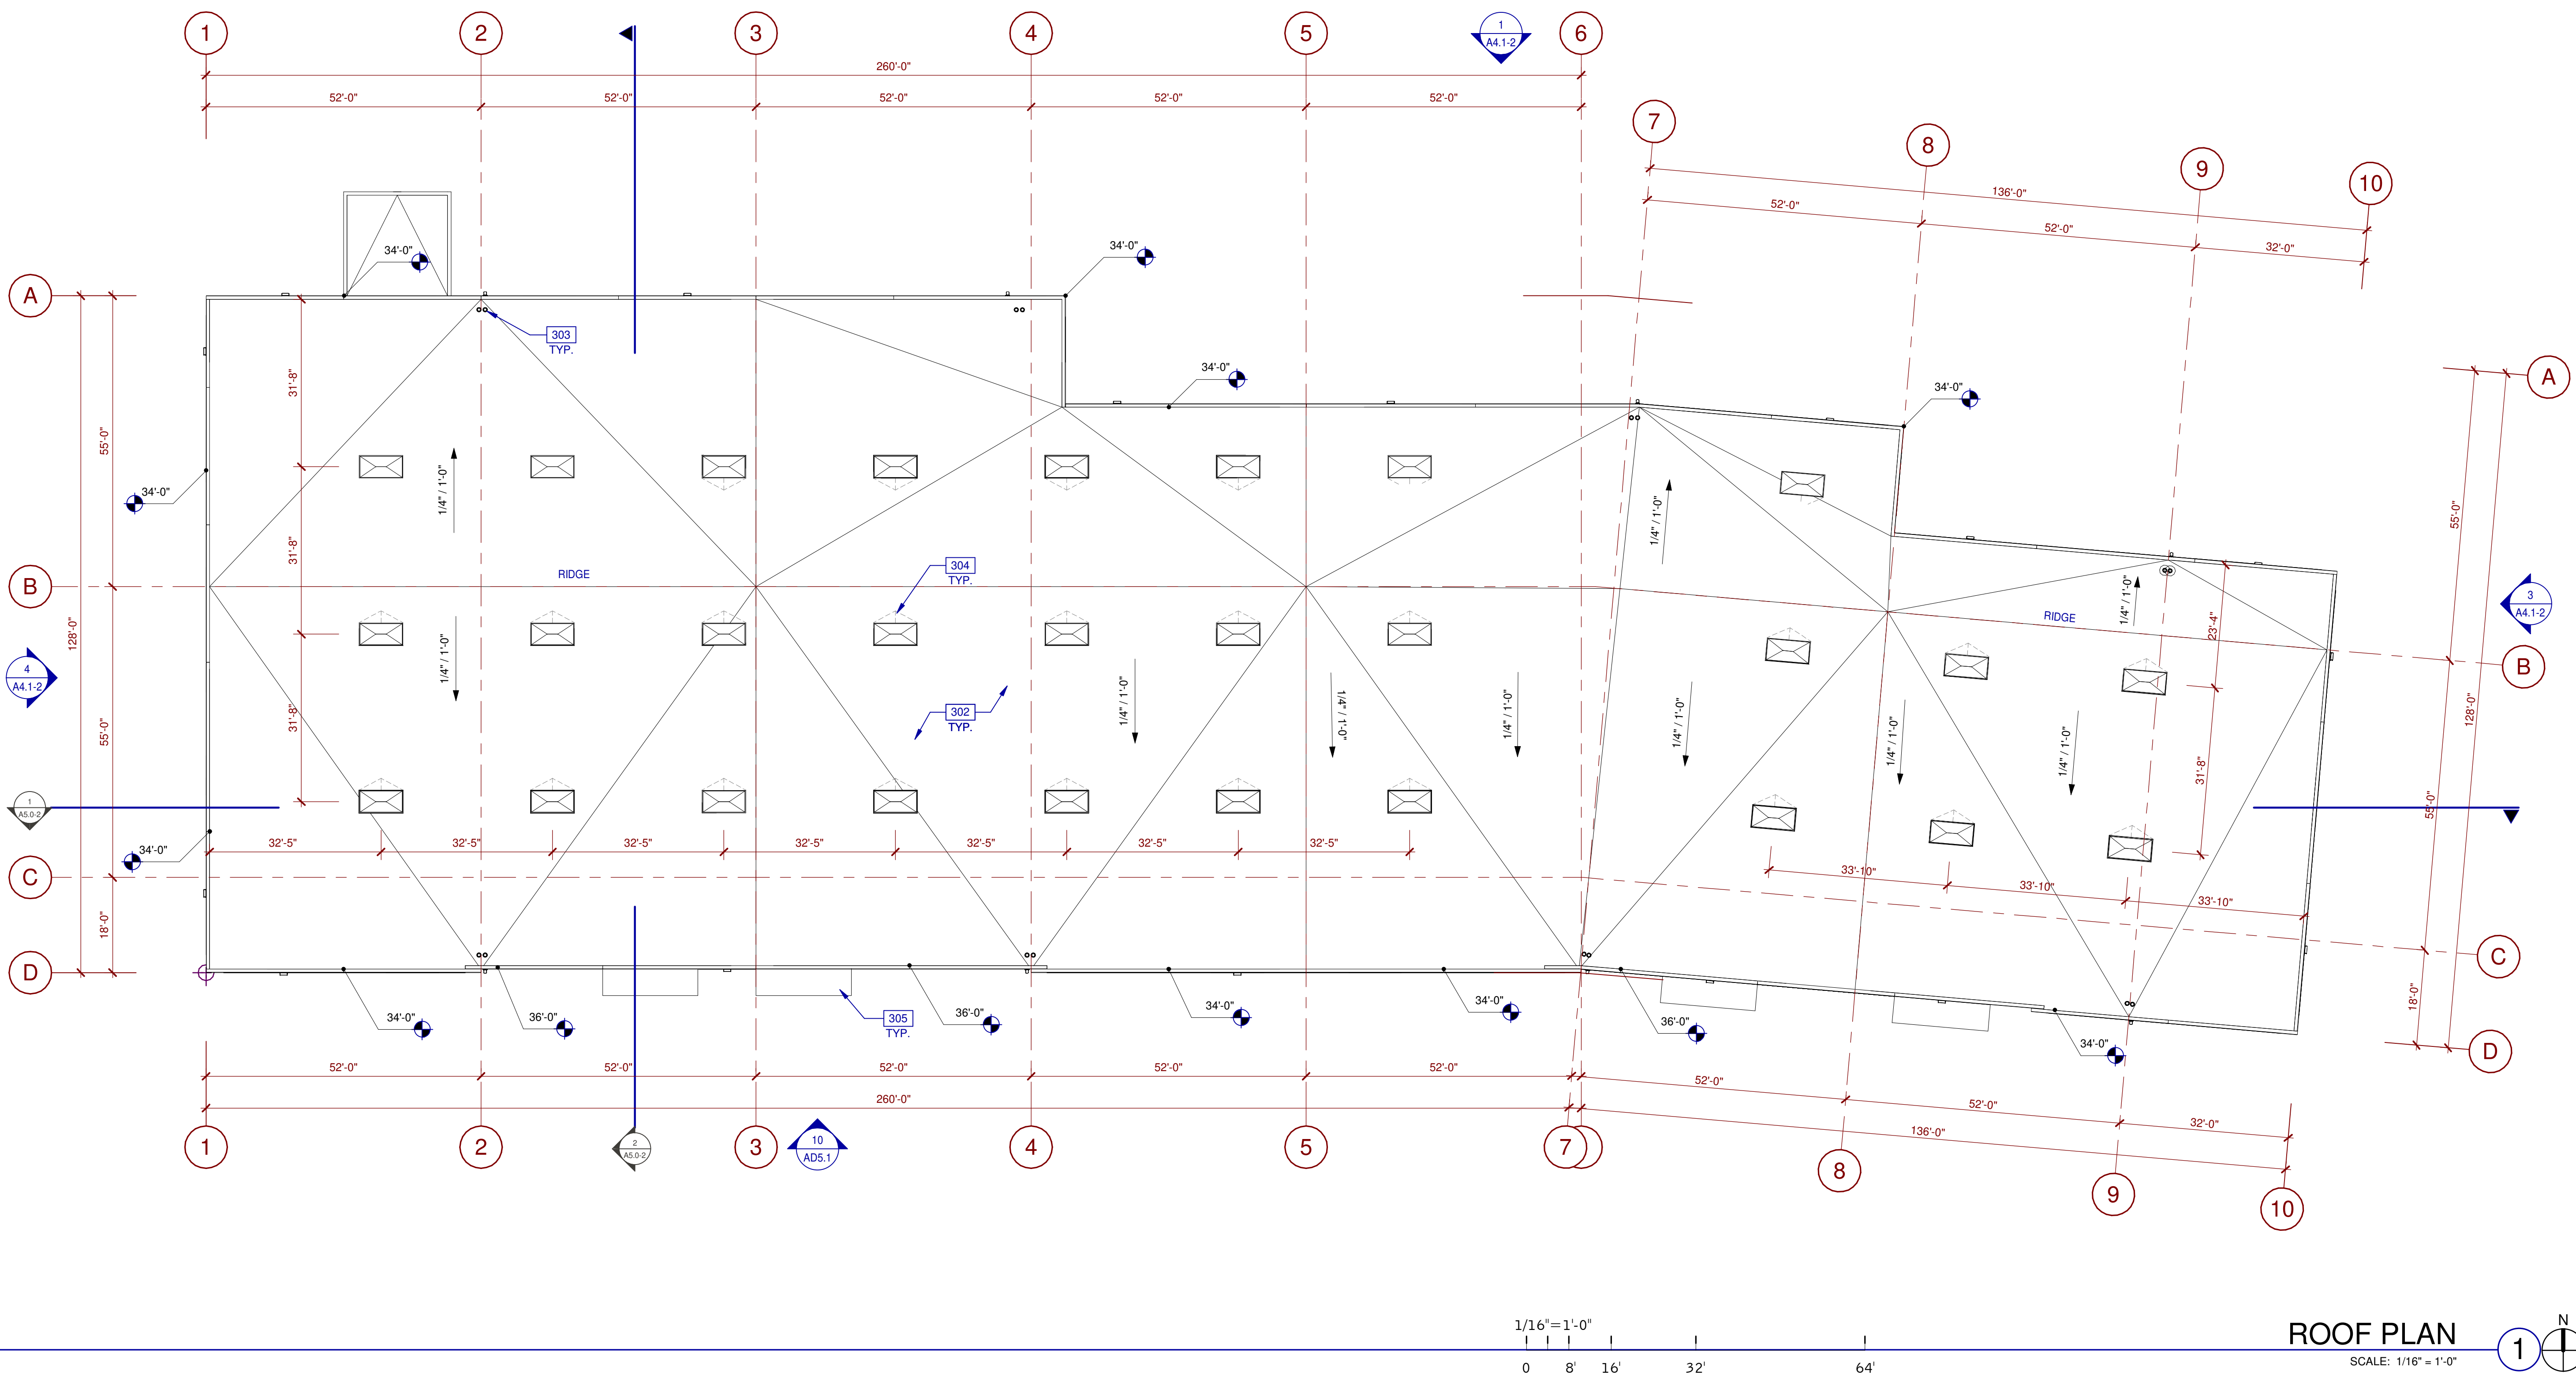 1
2
3
4
5
6
1
A4.1-2
260'-0"
52'-0"
52'-0"
52'-0"
52'-0"
52'-0"
7
8
9
10
136'-0"
52'-0"
52'-0"
32'-0"
34'-0"
34'-0"
A
303
TYP.
34'-0"
34'-0"
A
31'-8"
55'-0"
1/4" / 1'-0"
34'-0"
1/4" / 1'-0"
55'-0"
31'-8"
304
TYP.
B
RIDGE
1/4" / 1'-0"
23'-4"
RIDGE
3
A4.1-2
128'-0"
B
4
A4.1-2
1/4" / 1'-0"
31'-8"
55'-0"
302
TYP.
1/4" / 1'-0"
1/4" / 1'-0"
1/4" / 1'-0"
1/4" / 1'-0"
1/4" / 1'-0"
1/4" / 1'-0"
31'-8"
128'-0"
55'-0"
1
A5.0-2
34'-0"
32'-5"
32'-5"
32'-5"
32'-5"
32'-5"
32'-5"
32'-5"
33'-10"
33'-10"
33'-10"
C
18'-0"
C
D
18'-0"
34'-0"
36'-0"
305
TYP.
36'-0"
34'-0"
34'-0"
36'-0"
34'-0"
D
52'-0"
52'-0"
52'-0"
52'-0"
52'-0"
52'-0"
52'-0"
32'-0"
260'-0"
136'-0"
1
2
2
A5.0-2
3
10
AD5.1
4
5
7
8
9
10
1/16"=1'-0"
0
8'
16'
32'
64'
ROOF PLAN
SCALE: 1/16" = 1'-0"
1
N